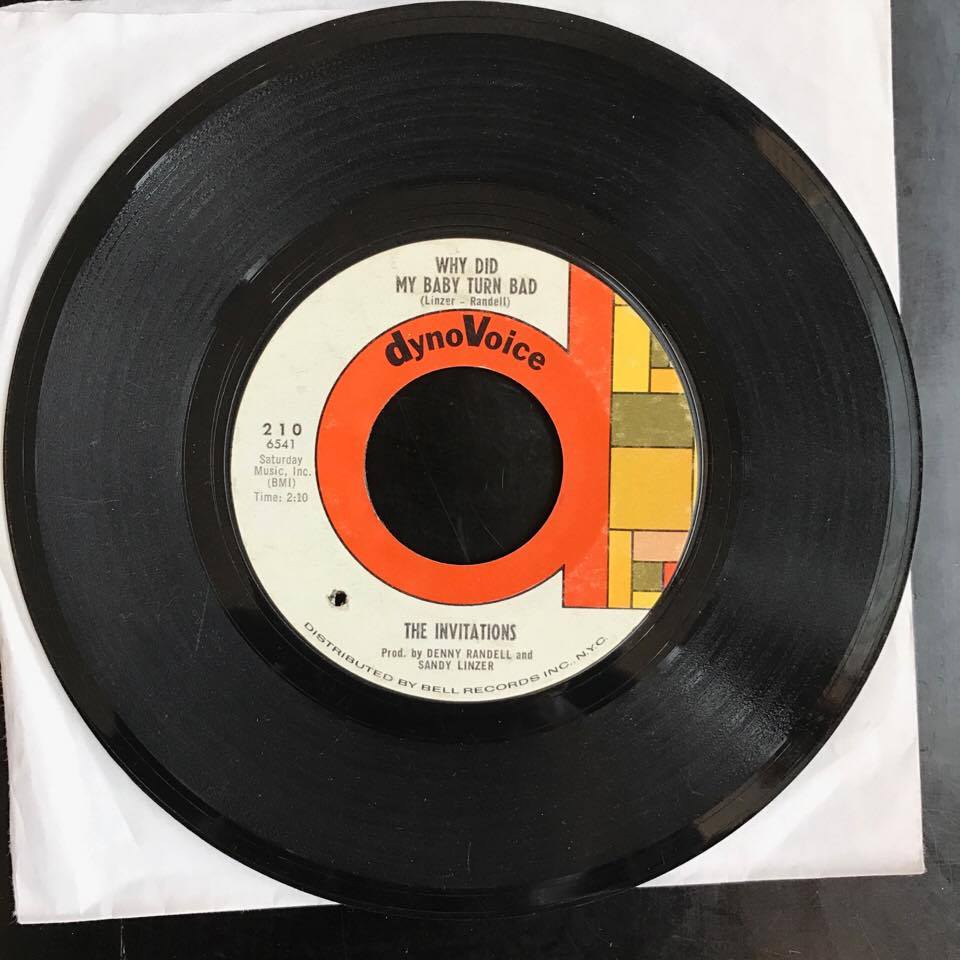 WHY DID
MY BABY TURN BAD
(Linzer - Randell)
dynoVoice
210
6541
Saturday
Music, Inc.
(BMI)
Time: 2:10
THE INVITATIONS
Prod. by DENNY RANDELL and
SANDY LINZER
DISTRIBUTED BY BELL RECORDS INC., N.Y.C.